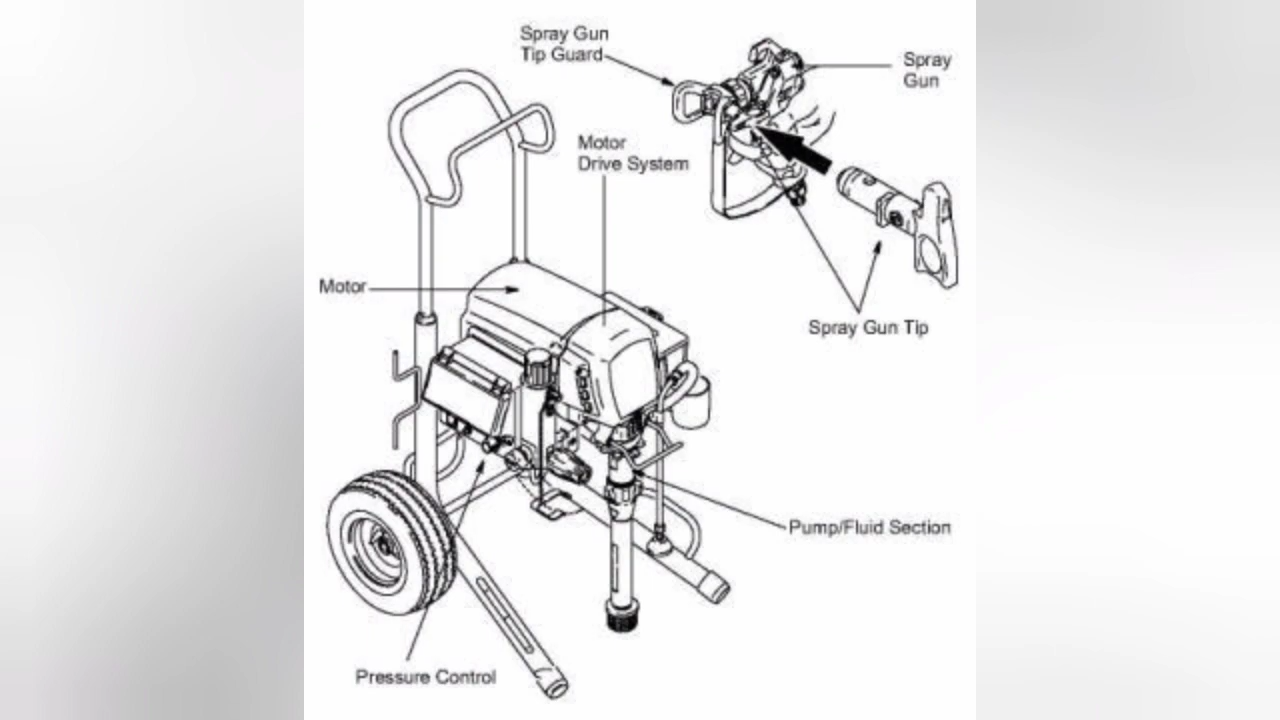 Spray Gun
Tip Guard
Spray
Gun
Motor
Drive System
Motor
Spray Gun Tip
Pump/Fluid Section
Pressure Control